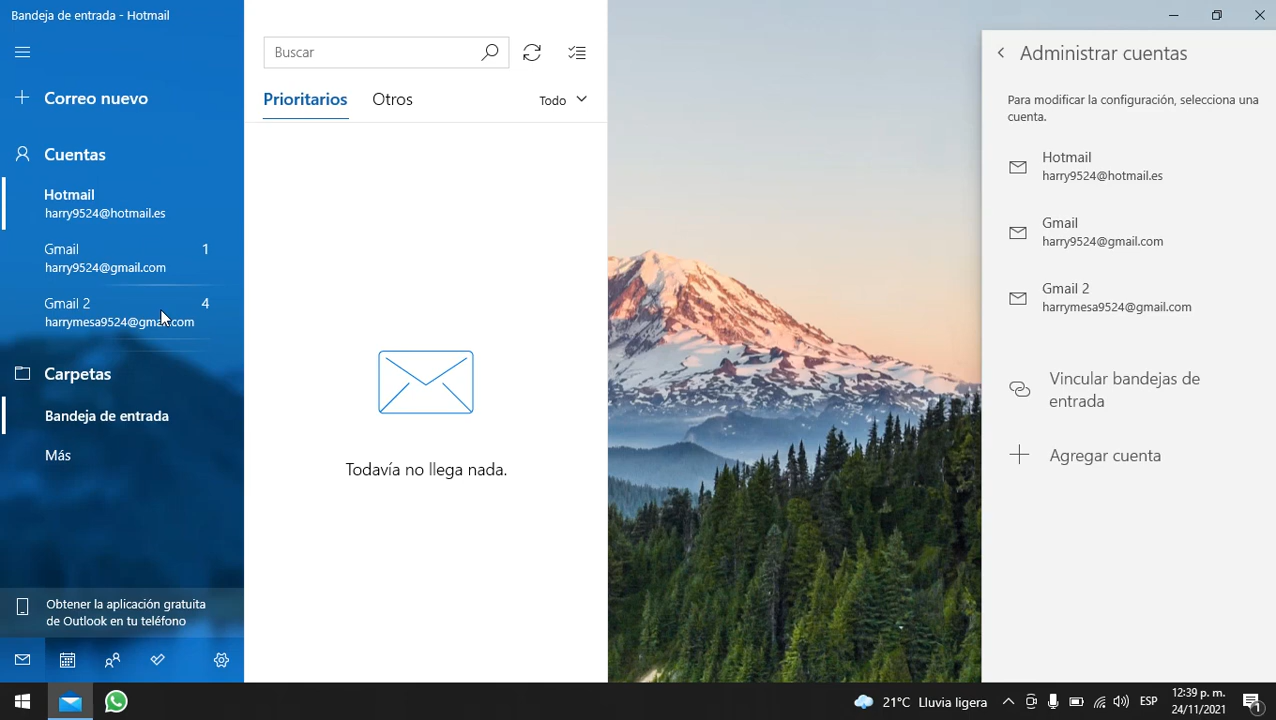 Bandeja de entrada - Hotmail
Correo nuevo
Cuentas
Hotmail
harry9524@hotmail.es
Gmail 1
harry9524@gmail.com
Gmail 2 4
harrymesa9524@gmail.com
Carpetas
Bandeja de entrada
Más
Obtener la aplicación gratuita
de Outlook en tu teléfono
Buscar
Prioritarios Otros Todo
Todavía no llega nada.
Administrar cuentas
Para modificar la configuración, selecciona una
cuenta.
Hotmail
harry9524@hotmail.es
Gmail
harry9524@gmail.com
Gmail 2
harrymesa9524@gmail.com
Vincular bandejas de
entrada
Agregar cuenta
21°C Lluvia ligera ESP
12:39 p. m.
24/11/2021
1